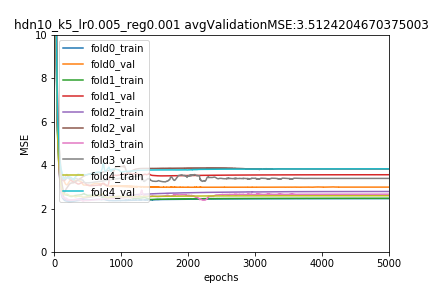 hdn10_k5_lr0.005_reg0.001 avgValidationMSE:3.5124204670375003
10
8
6
4
2
0
MSE
fold0_train
fold0_val
fold1_train
fold1_val
fold2_train
fold2_val
fold3_train
fold3_val
fold4_train
fold4_val
0 1000 2000 3000 4000 5000
epochs